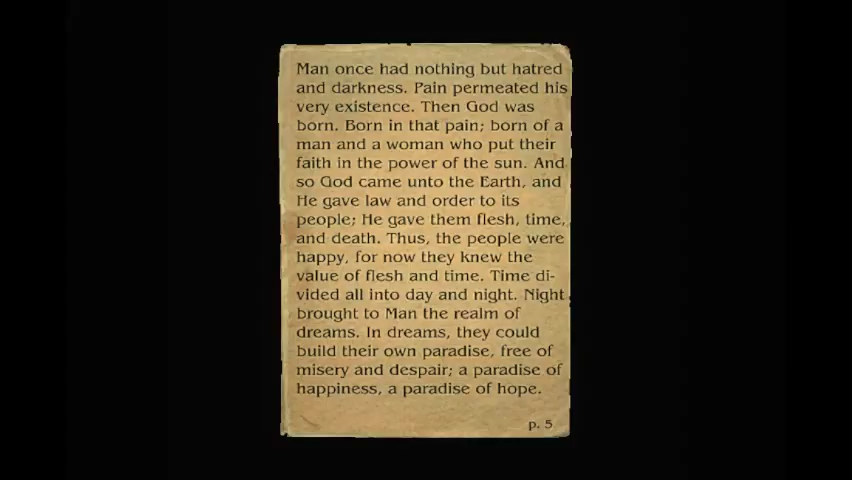 Man once had nothing but hatred
and darkness. Pain permeated his
very existence. Then God was
born. Born in that pain; born of a
man and a woman who put their
faith in the power of the sun. And
so God came unto the Earth, and
He gave law and order to its
people; He gave them flesh, time,
and death. Thus, the people were
happy, for now they knew the
value of flesh and time. Time di-
vided all into day and night. Night
brought to Man the realm of
dreams. In dreams, they could
build their own paradise, free of
misery and despair; a paradise of
happiness, a paradise of hope.
p. 5